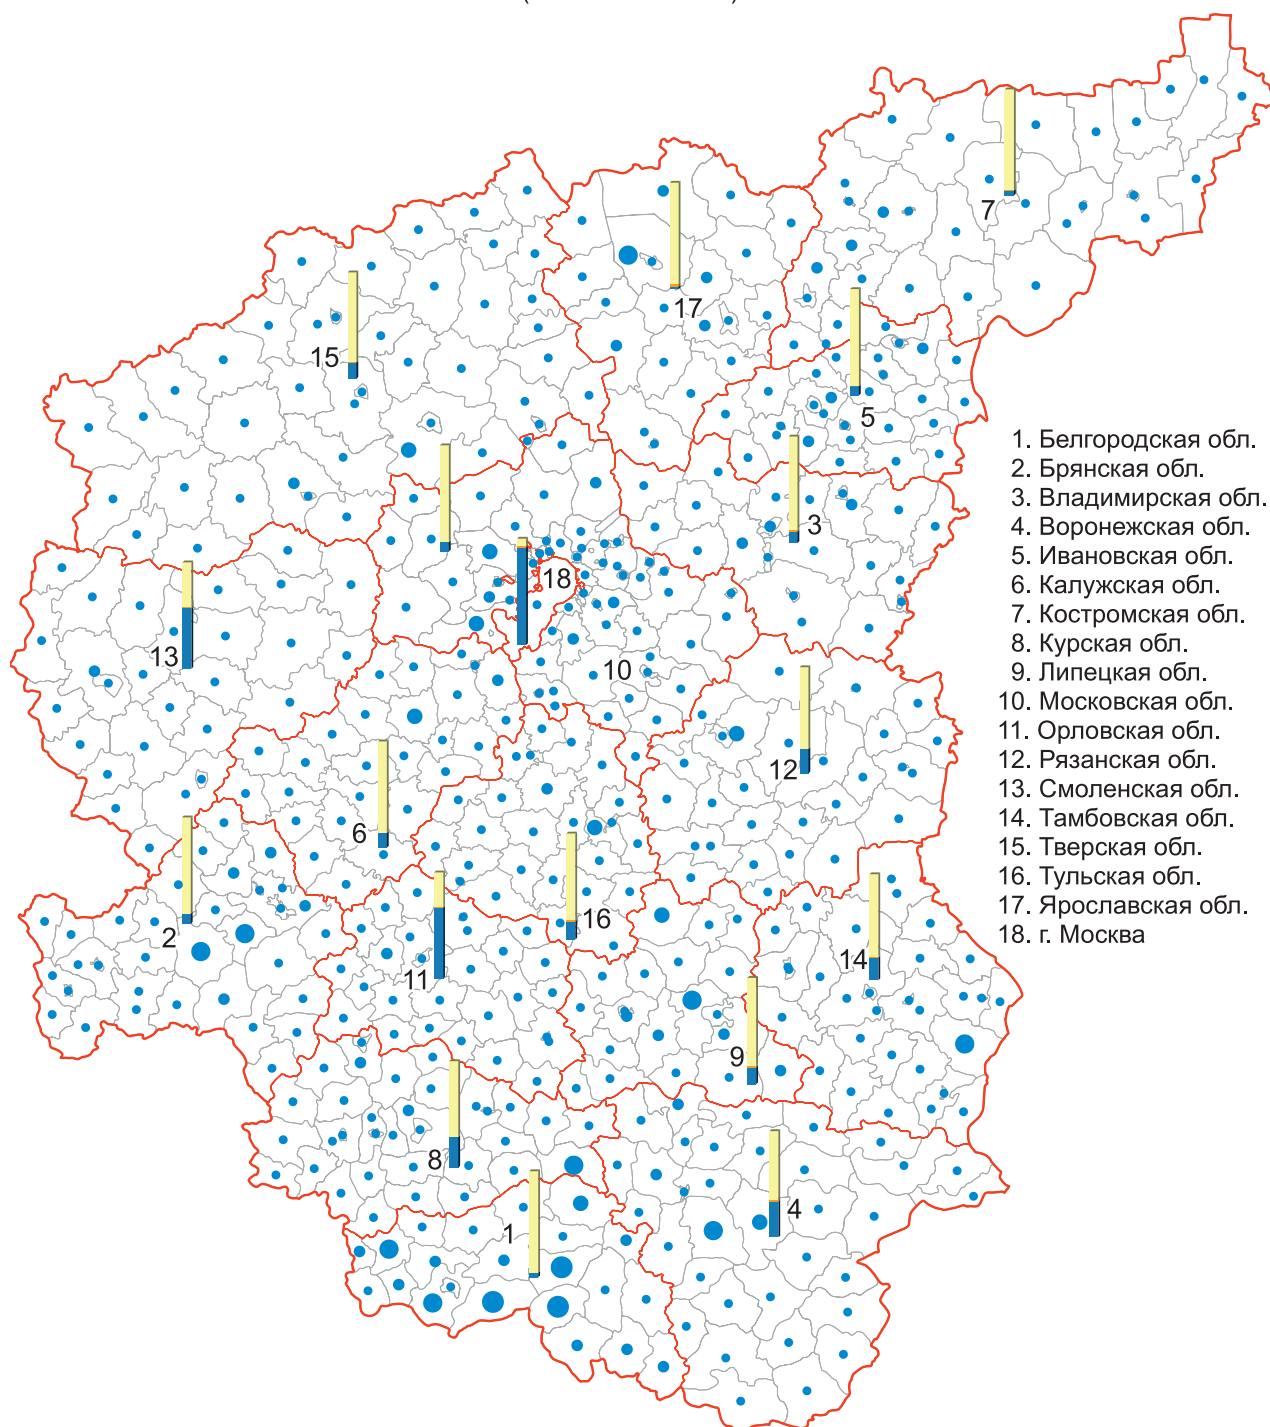 7
17
15
5
3
18
13
10
12
6
16
2
11
14
9
8
4
1
1. Белгородская обл.
2. Брянская обл.
3. Владимирская обл.
4. Воронежская обл.
5. Ивановская обл.
6. Калужская обл.
7. Костромская обл.
8. Курская обл.
9. Липецкая обл.
10. Московская обл.
11. Орловская обл.
12. Рязанская обл.
13. Смоленская обл.
14. Тамбовская обл.
15. Тверская обл.
16. Тульская обл.
17. Ярославская обл.
18. г. Москва